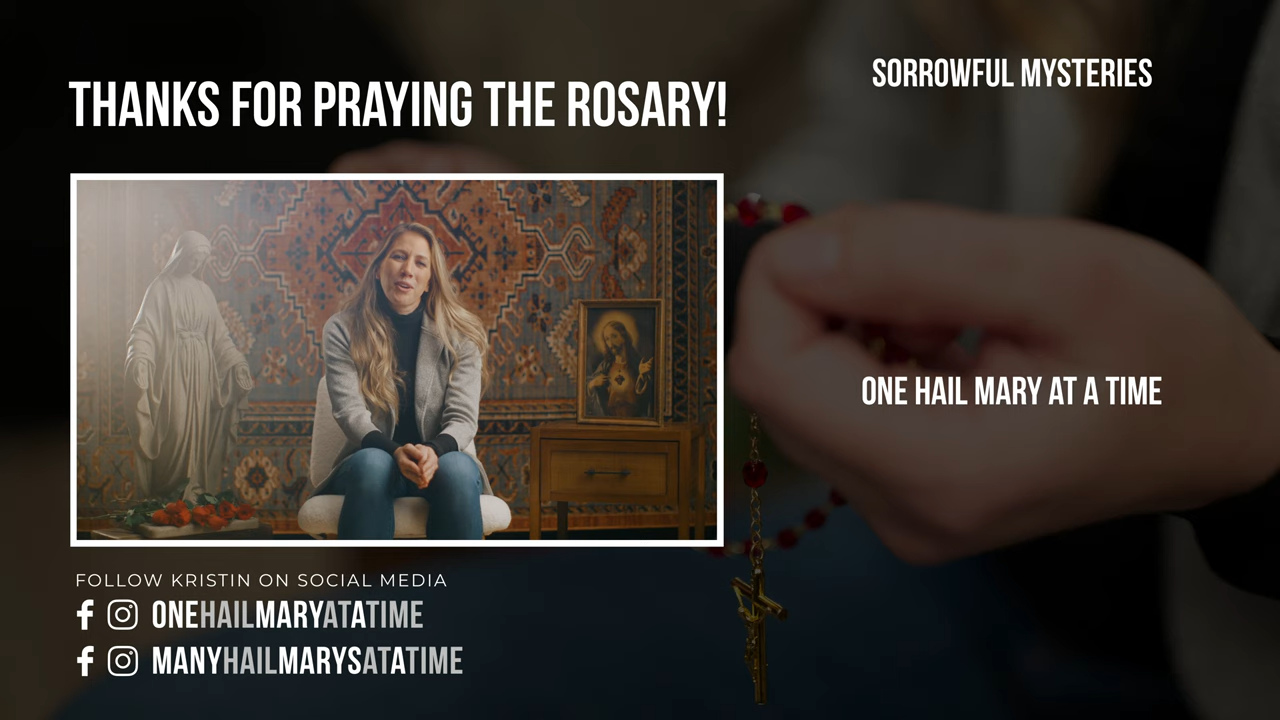 THANKS FOR PRAYING THE ROSARY!
SORROWFUL MYSTERIES
ONE HAIL MARY AT A TIME
FOLLOW KRISTIN ON SOCIAL MEDIA
ONEHAILMARYATATIME
MANYHAILMARYSATATIME